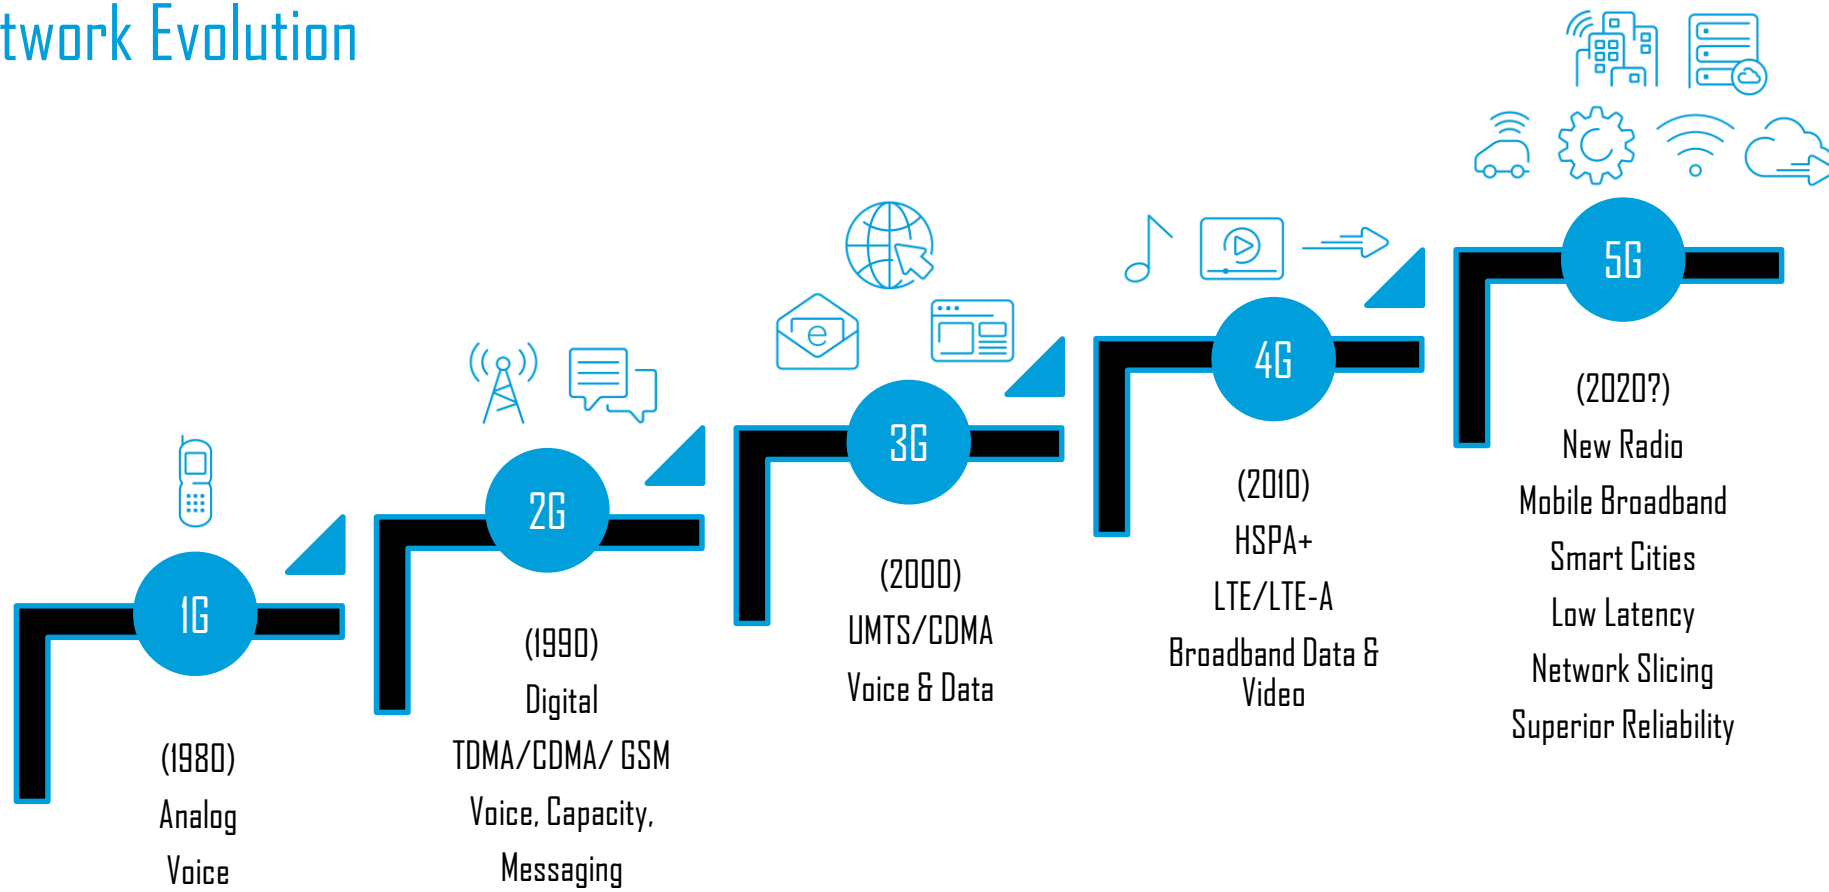 twork Evolution
1G
(1980)
Analog
Voice
2G
(1990)
Digital
TDMA/CDMA/ GSM
Voice, Capacity,
Messaging
e
3G
(2000)
UMTS/CDMA
Voice & Data
4G
(2010)
HSPA+
LTE/LTE-A
Broadband Data &
Video
5G
(2020?)
New Radio
Mobile Broadband
Smart Cities
Low Latency
Network Slicing
Superior Reliability